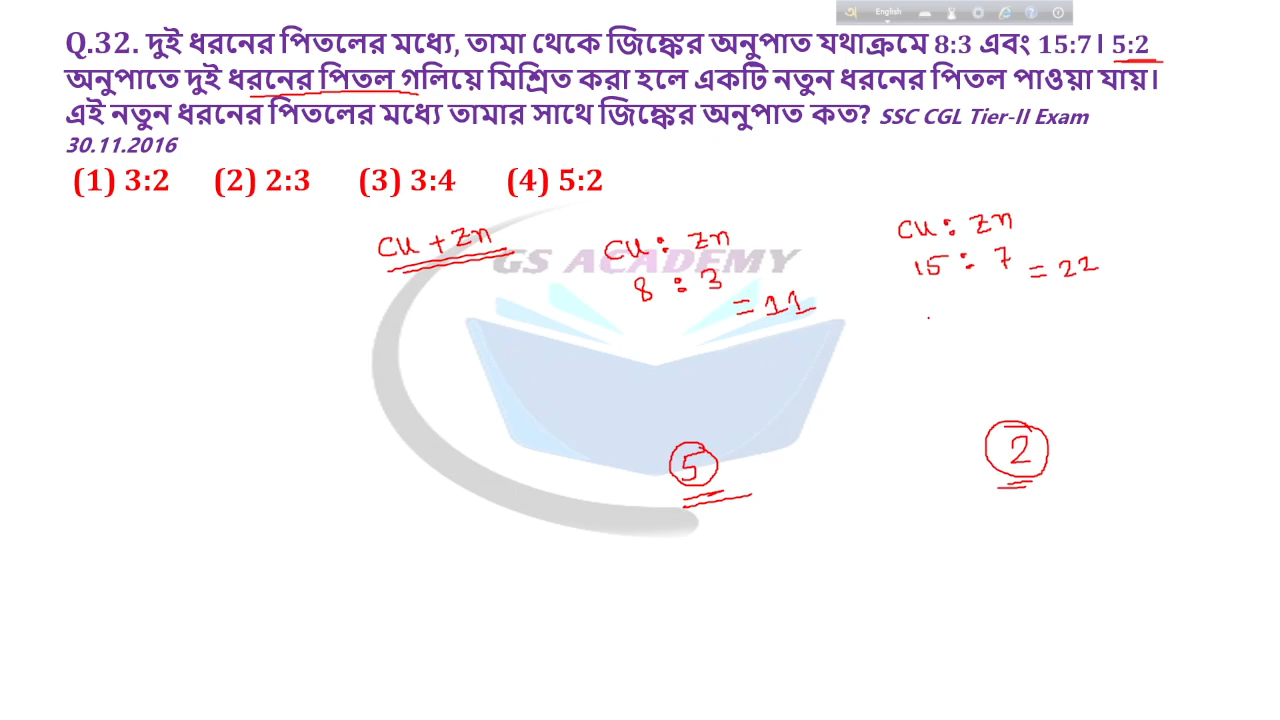 English
Q.32. দুই ধরনের পিতলের মধ্যে, তামা থেকে জিঙ্কের অনুপাত যথাক্রমে 8:3 এবং 15:7। 5:2
অনুপাতে দুই ধরনের পিতল গলিয়ে মিশ্রিত করা হলে একটি নতুন ধরনের পিতল পাওয়া যায়।
এই নতুন ধরনের পিতলের মধ্যে তামার সাথে জিঙ্কের অনুপাত কত? SSC CGL Tier-II Exam
30.11.2016
(1) 3:2 (2) 2:3 (3) 3:4 (4) 5:2
Cu + Zn Cu : Zn Cu : Zn
GS ACADEMY
8 : 3 = 11 15 : 7 = 22
5 2